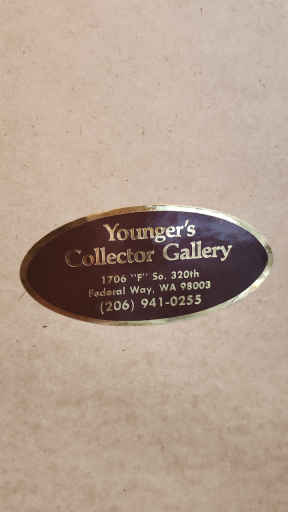 Younger's
Collector Gallery
1706 "F" So. 320th
Federal Way, WA 98003
(206) 941-0255